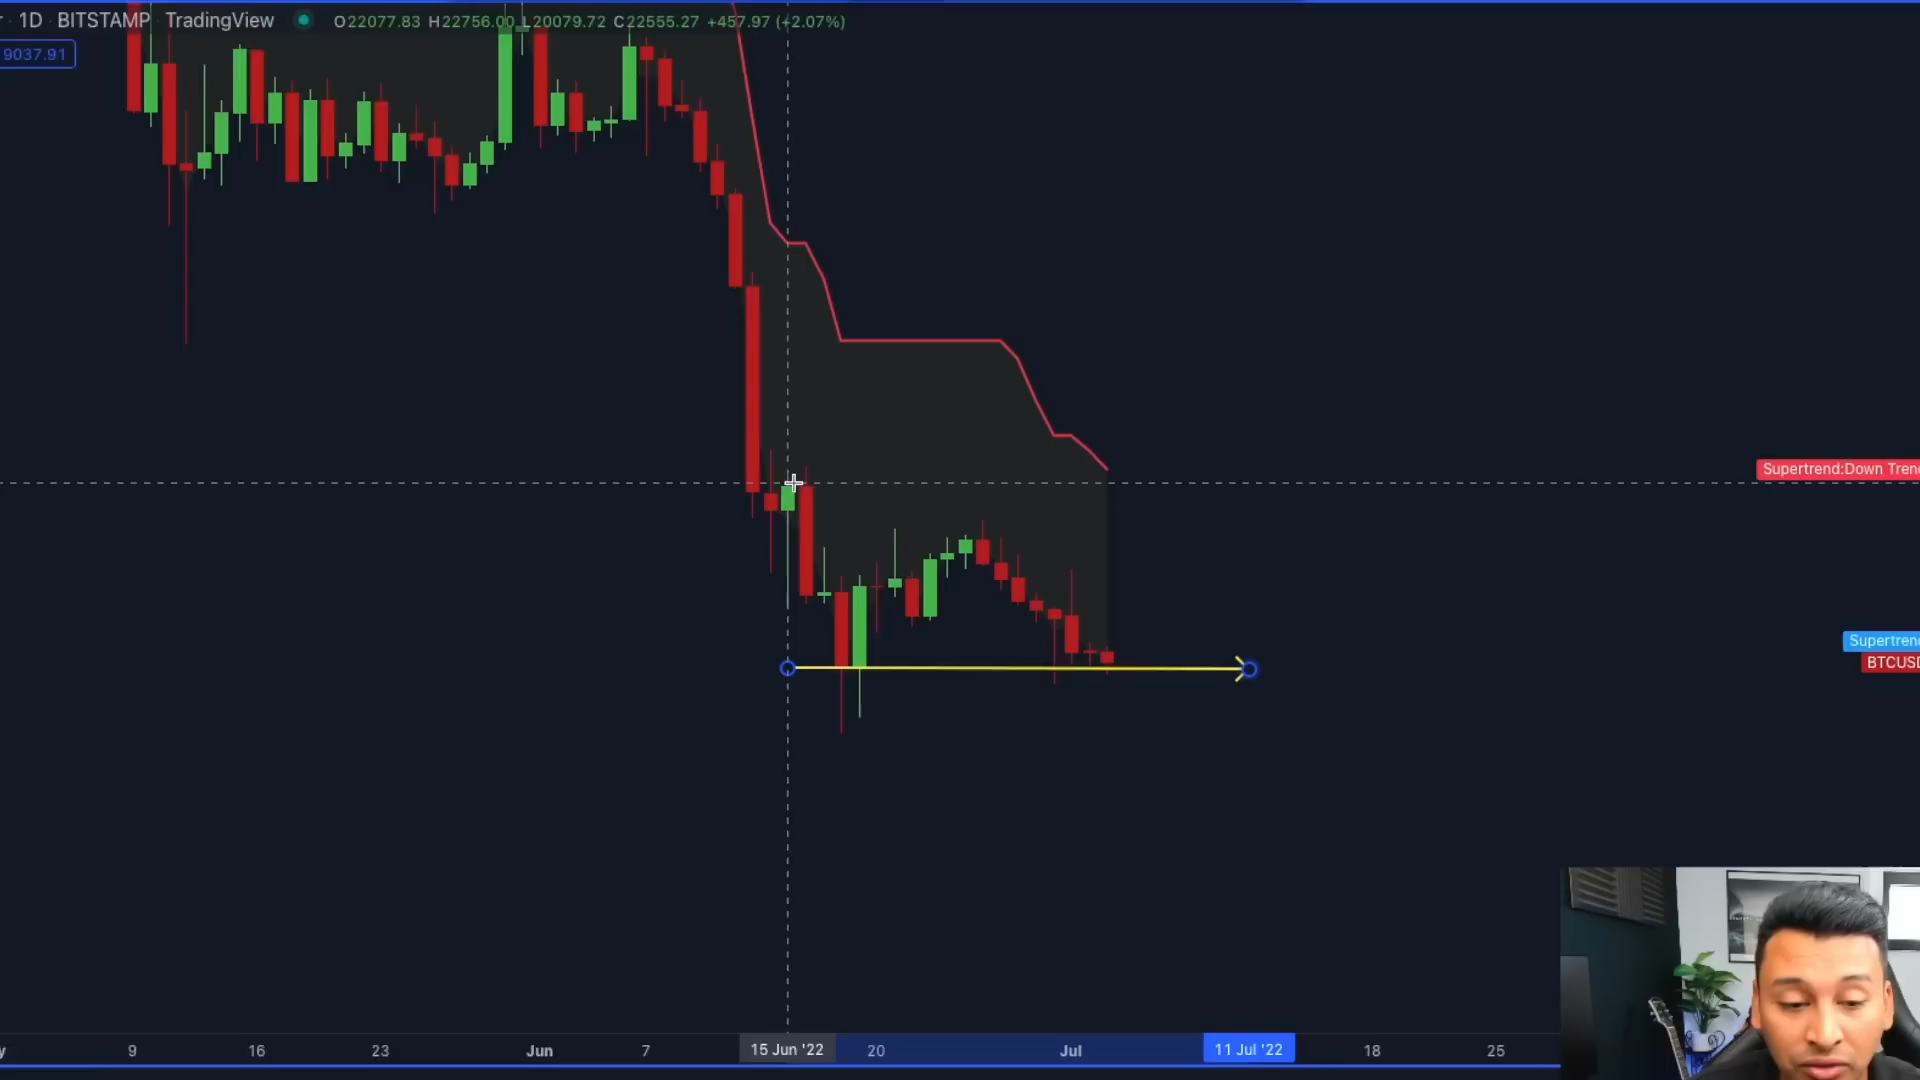 1D · BITSTAMP · TradingView O22077.83 H22756.00 L20079.72 C22555.27 +457.97 (+2.07%)
9037.91
Supertrend:Down Tren
Supertren
BTCUS
9 16 23 Jun 7 15 Jun '22 20 Jul 11 Jul '22 18 25